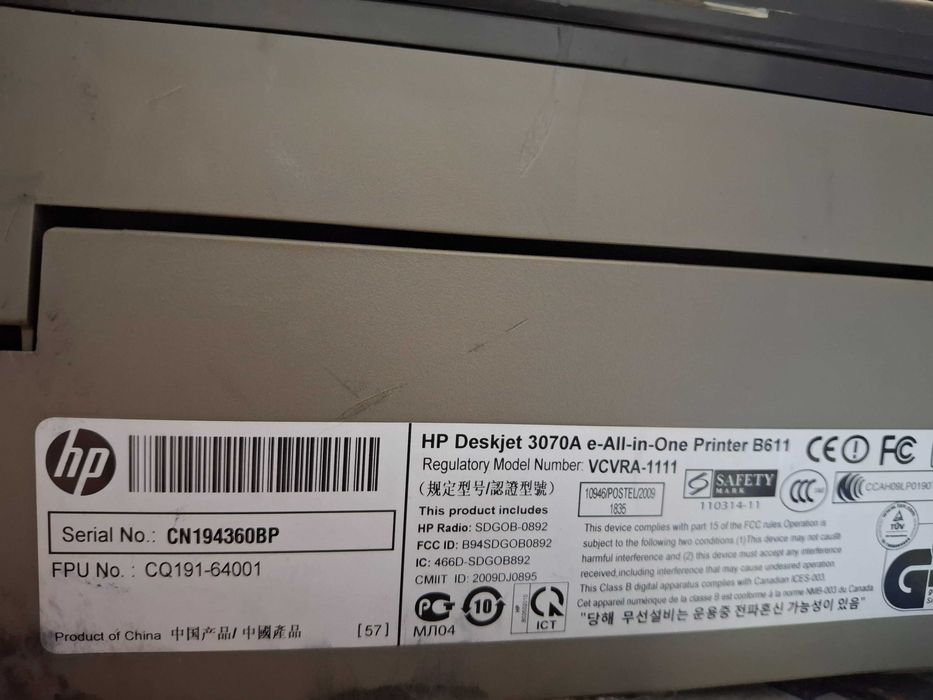 hp
Serial No.: CN194360BP
FPU No. : CQ191-64001
Product of China 中国产品/ 中國產品 [57]
HP Deskjet 3070A e-All-in-One Printer B611
Regulatory Model Number: VCVRA-1111
(规定型号/認證型號)
This product includes
HP Radio: SDGOB-0892
FCC ID: B94SDGOB0892
IC: 466D-SDGOB892
CMIIT ID: 2009DJ0895
МЛ04
10
ICT
10946/POSTEL/2009
1835
SAFETY
MARK
110314-11
CE FC
CCC
CCAH09LP0190
TÜV
This device complies with part 15 of the FCC rules. Operation is
subject to the following two conditions.(1)This device may not cause
harmful interference and (2) this device must accept any interference
received,including interference that may cause undesired operation.
This Class B digital apparatus complies with Canadian ICES-003.
Cet appareil numérique de la classe B est conforme à la norme NMB-003 du Canada.
"당해 무선설비는 운용중 전파혼신 가능성이 있음"